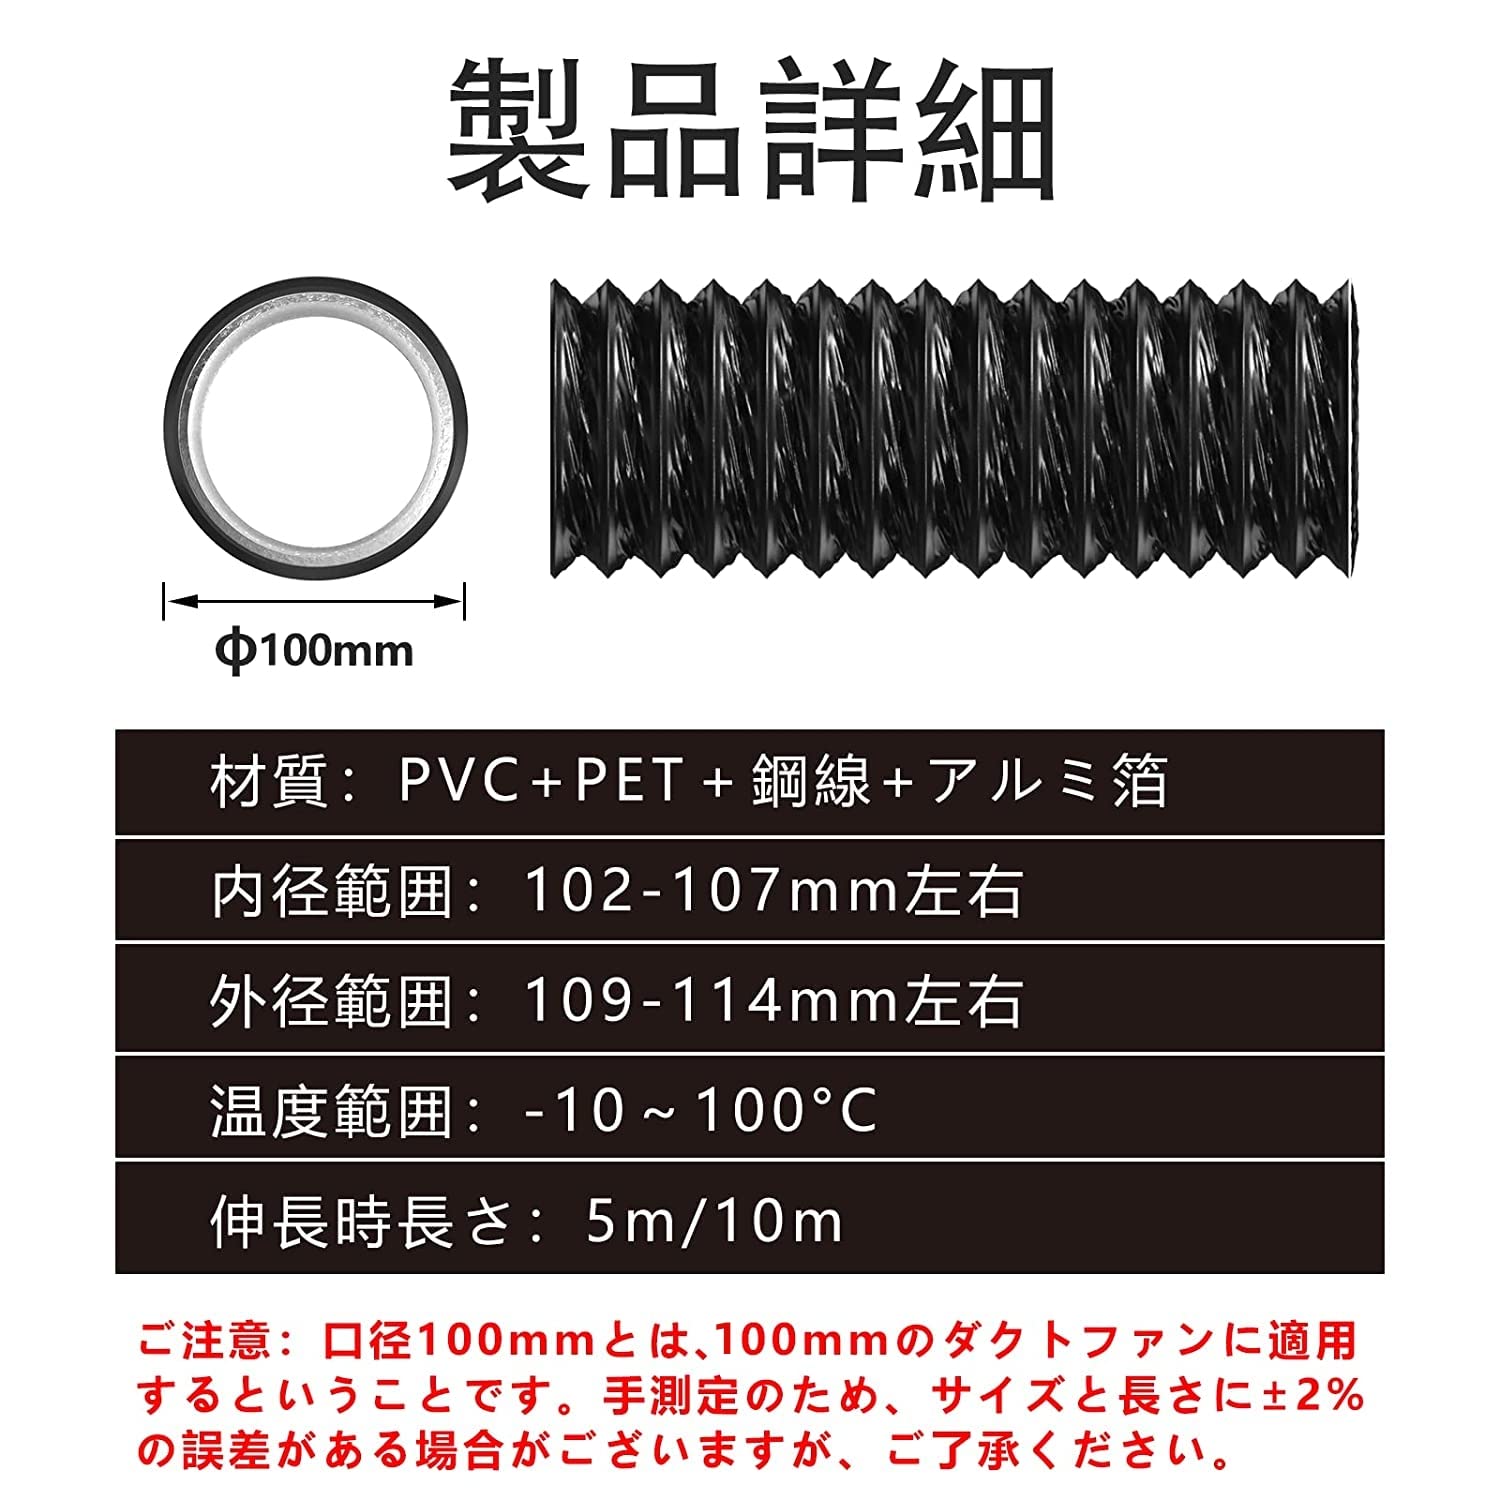 製品詳細
ф100mm
材質：PVC+PET＋鋼線+アルミ箔
内径範囲：102-107mm左右
外径範囲：109-114mm左右
温度範囲：-10～100°C
伸長時長さ：5m/10m
ご注意：口径100mmとは、100mmのダクトファンに適用
するということです。手測定のため、サイズと長さに±2%
の誤差がある場合がございますが、ご了承ください。